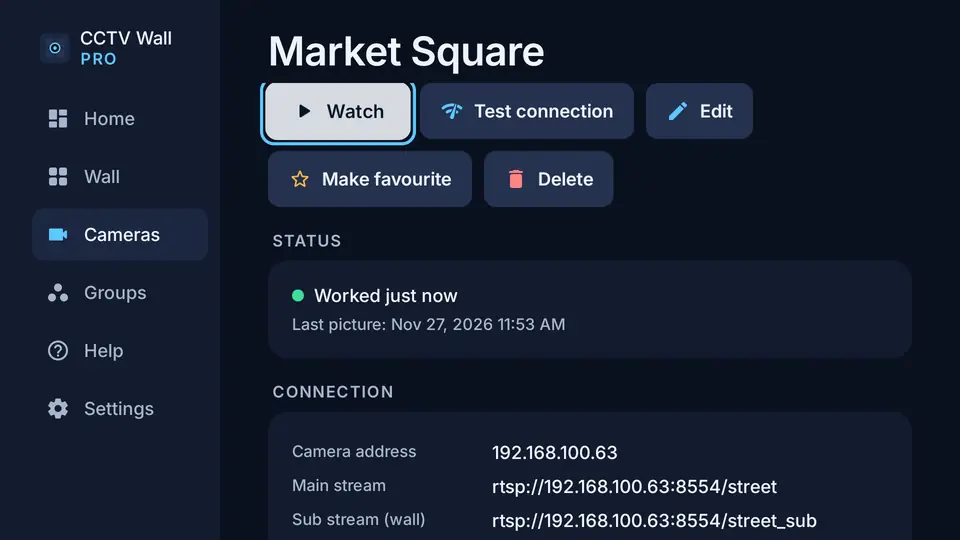 CCTV Wall
PRO
Home
Wall
Cameras
Groups
Help
Settings
Market Square
Watch
Test connection
Edit
Make favourite
Delete
STATUS
Worked just now
Last picture: Nov 27, 2026 11:53 AM
CONNECTION
Camera address 192.168.100.63
Main stream rtsp://192.168.100.63:8554/street
Sub stream (wall) rtsp://192.168.100.63:8554/street_sub